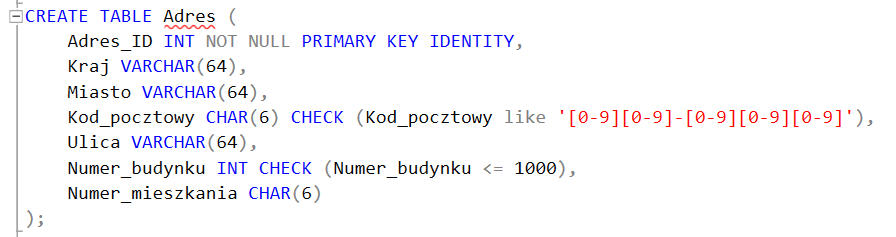 CREATE TABLE Adres (
Adres_ID INT NOT NULL PRIMARY KEY IDENTITY,
Kraj VARCHAR(64),
Miasto VARCHAR(64),
Kod_pocztowy CHAR(6) CHECK (Kod_pocztowy like '[0-9][0-9]-[0-9][0-9][0-9]'),
Ulica VARCHAR(64),
Numer_budynku INT CHECK (Numer_budynku <= 1000),
Numer_mieszkania CHAR(6)
);